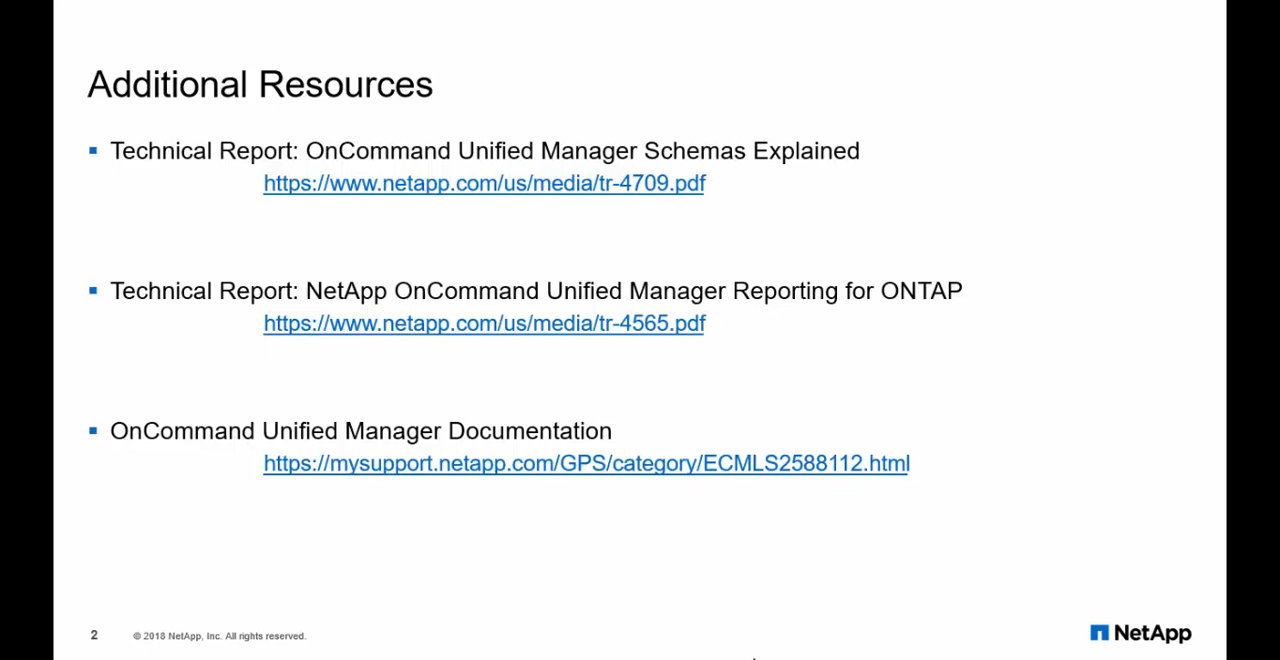 Additional Resources
▪ Technical Report: OnCommand Unified Manager Schemas Explained
https://www.netapp.com/us/media/tr-4709.pdf
▪ Technical Report: NetApp OnCommand Unified Manager Reporting for ONTAP
https://www.netapp.com/us/media/tr-4565.pdf
▪ OnCommand Unified Manager Documentation
https://mysupport.netapp.com/GPS/category/ECMLS2588112.html
2 © 2018 NetApp, Inc. All rights reserved.
NetApp